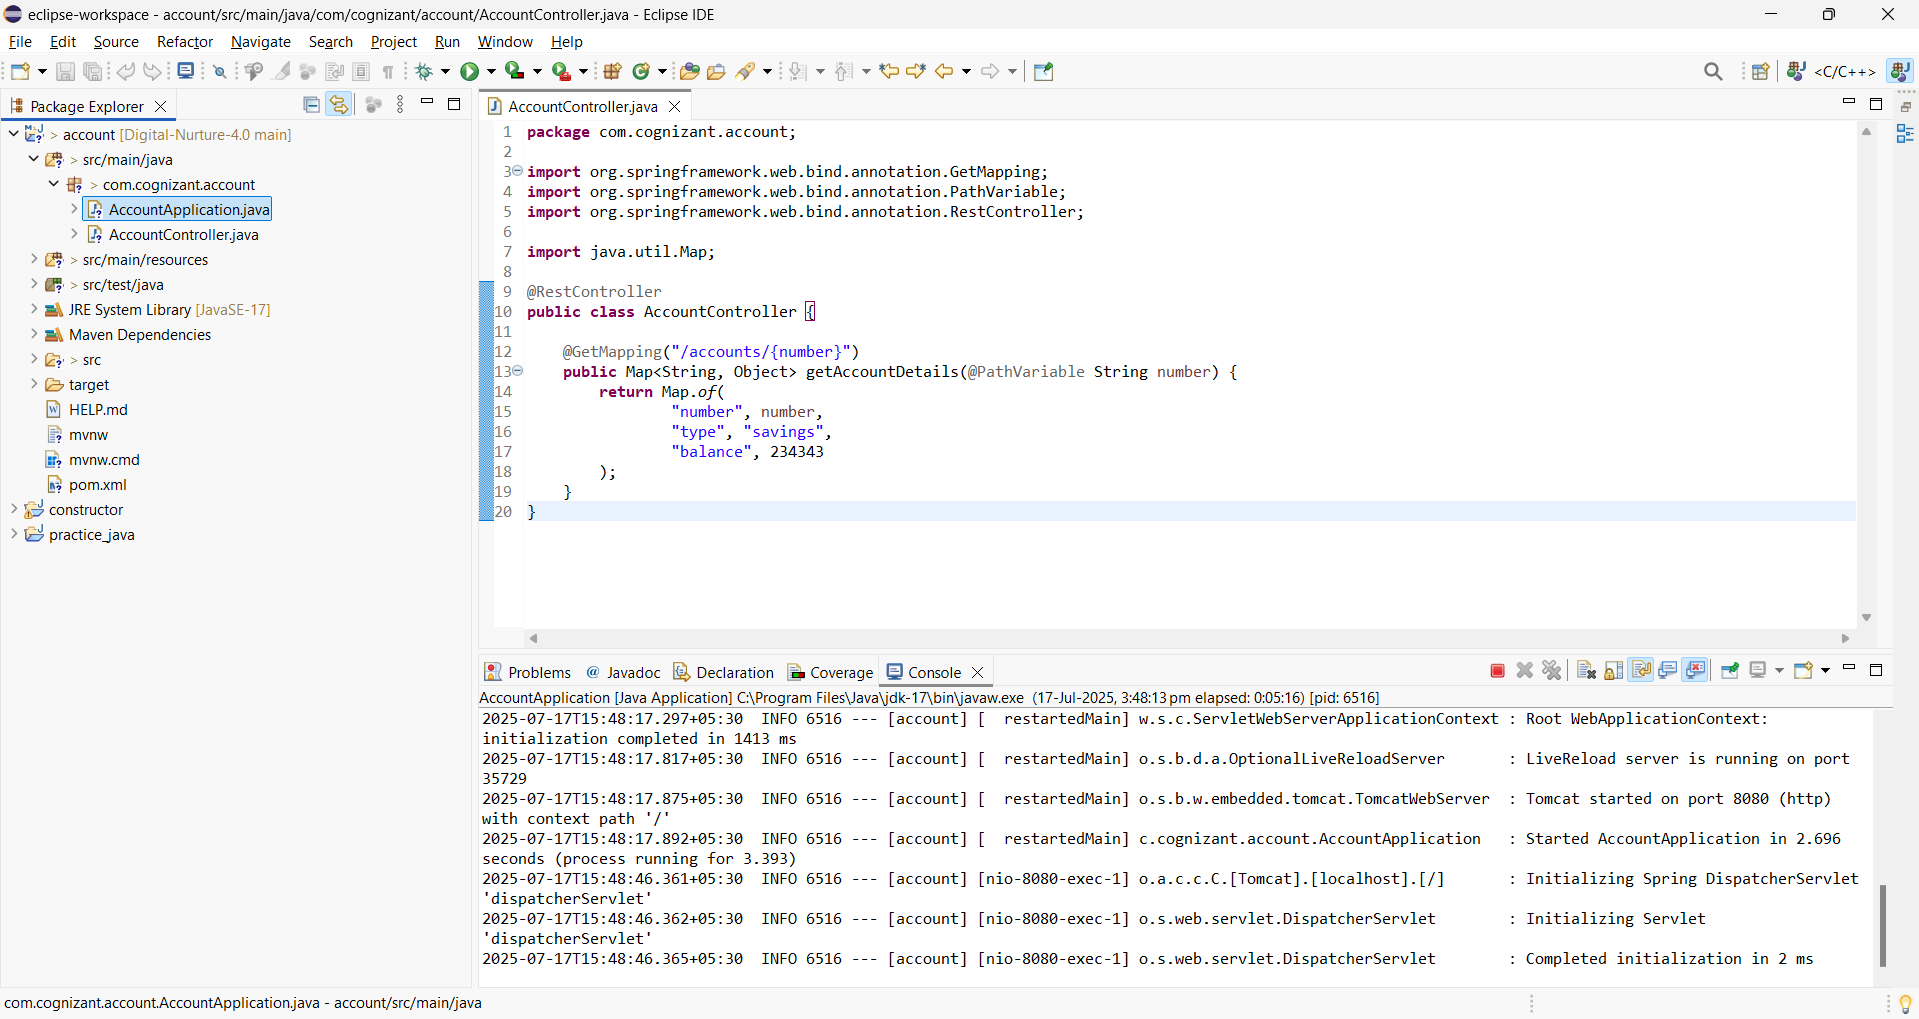 eclipse-workspace - account/src/main/java/com/cognizant/account/AccountController.java - Eclipse IDE
File Edit Source Refactor Navigate Search Project Run Window Help
<C/C++>
Package Explorer
> account [Digital-Nurture-4.0 main]
> src/main/java
> com.cognizant.account
AccountApplication.java
AccountController.java
> src/main/resources
> src/test/java
JRE System Library [JavaSE-17]
Maven Dependencies
> src
target
HELP.md
mvnw
mvnw.cmd
pom.xml
constructor
practice_java
AccountController.java
1 package com.cognizant.account;
2
3 import org.springframework.web.bind.annotation.GetMapping;
4 import org.springframework.web.bind.annotation.PathVariable;
5 import org.springframework.web.bind.annotation.RestController;
6
7 import java.util.Map;
8
9 @RestController
10 public class AccountController {
11
12 @GetMapping("/accounts/{number}")
13 public Map<String, Object> getAccountDetails(@PathVariable String number) {
14 return Map.of(
15 "number", number,
16 "type", "savings",
17 "balance", 234343
18 );
19 }
20 }
Problems @ Javadoc Declaration Coverage Console
AccountApplication [Java Application] C:\Program Files\Java\jdk-17\bin\javaw.exe (17-Jul-2025, 3:48:13 pm elapsed: 0:05:16) [pid: 6516]
2025-07-17T15:48:17.297+05:30 INFO 6516 --- [account] [ restartedMain] w.s.c.ServletWebServerApplicationContext : Root WebApplicationContext:
initialization completed in 1413 ms
2025-07-17T15:48:17.817+05:30 INFO 6516 --- [account] [ restartedMain] o.s.b.d.a.OptionalLiveReloadServer : LiveReload server is running on port
35729
2025-07-17T15:48:17.875+05:30 INFO 6516 --- [account] [ restartedMain] o.s.b.w.embedded.tomcat.TomcatWebServer : Tomcat started on port 8080 (http)
with context path '/'
2025-07-17T15:48:17.892+05:30 INFO 6516 --- [account] [ restartedMain] c.cognizant.account.AccountApplication : Started AccountApplication in 2.696
seconds (process running for 3.393)
2025-07-17T15:48:46.361+05:30 INFO 6516 --- [account] [nio-8080-exec-1] o.a.c.c.C.[Tomcat].[localhost].[/] : Initializing Spring DispatcherServlet
'dispatcherServlet'
2025-07-17T15:48:46.362+05:30 INFO 6516 --- [account] [nio-8080-exec-1] o.s.web.servlet.DispatcherServlet : Initializing Servlet
'dispatcherServlet'
2025-07-17T15:48:46.365+05:30 INFO 6516 --- [account] [nio-8080-exec-1] o.s.web.servlet.DispatcherServlet : Completed initialization in 2 ms
com.cognizant.account.AccountApplication.java - account/src/main/java